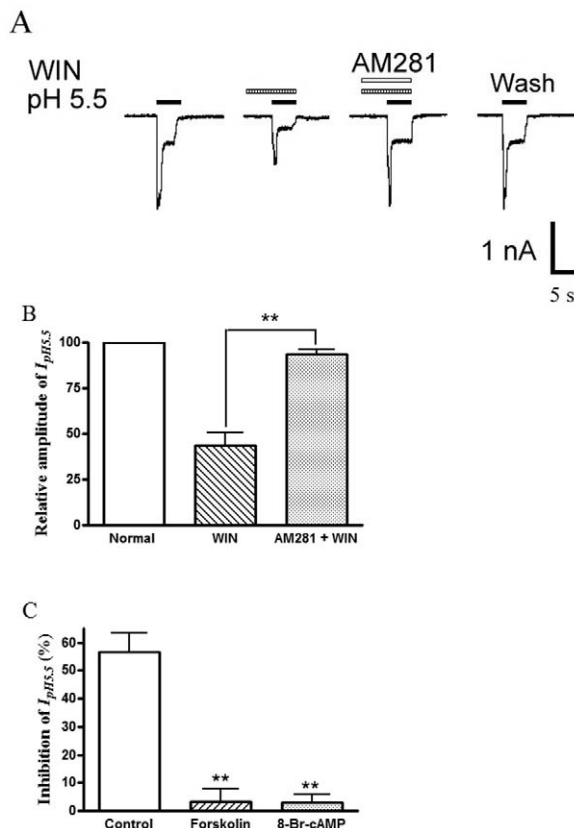 A
WIN
pH 5.5
AM281
Wash
1 nA
5 s
B
Relative amplitude of IpH5.5
100
75
50
25
0
**
Normal
WIN
AM281 + WIN
C
Inhibition of IpH5.5 (%)
60
50
40
30
20
10
0
**
**
Control
Forskolin
8-Br-cAMP